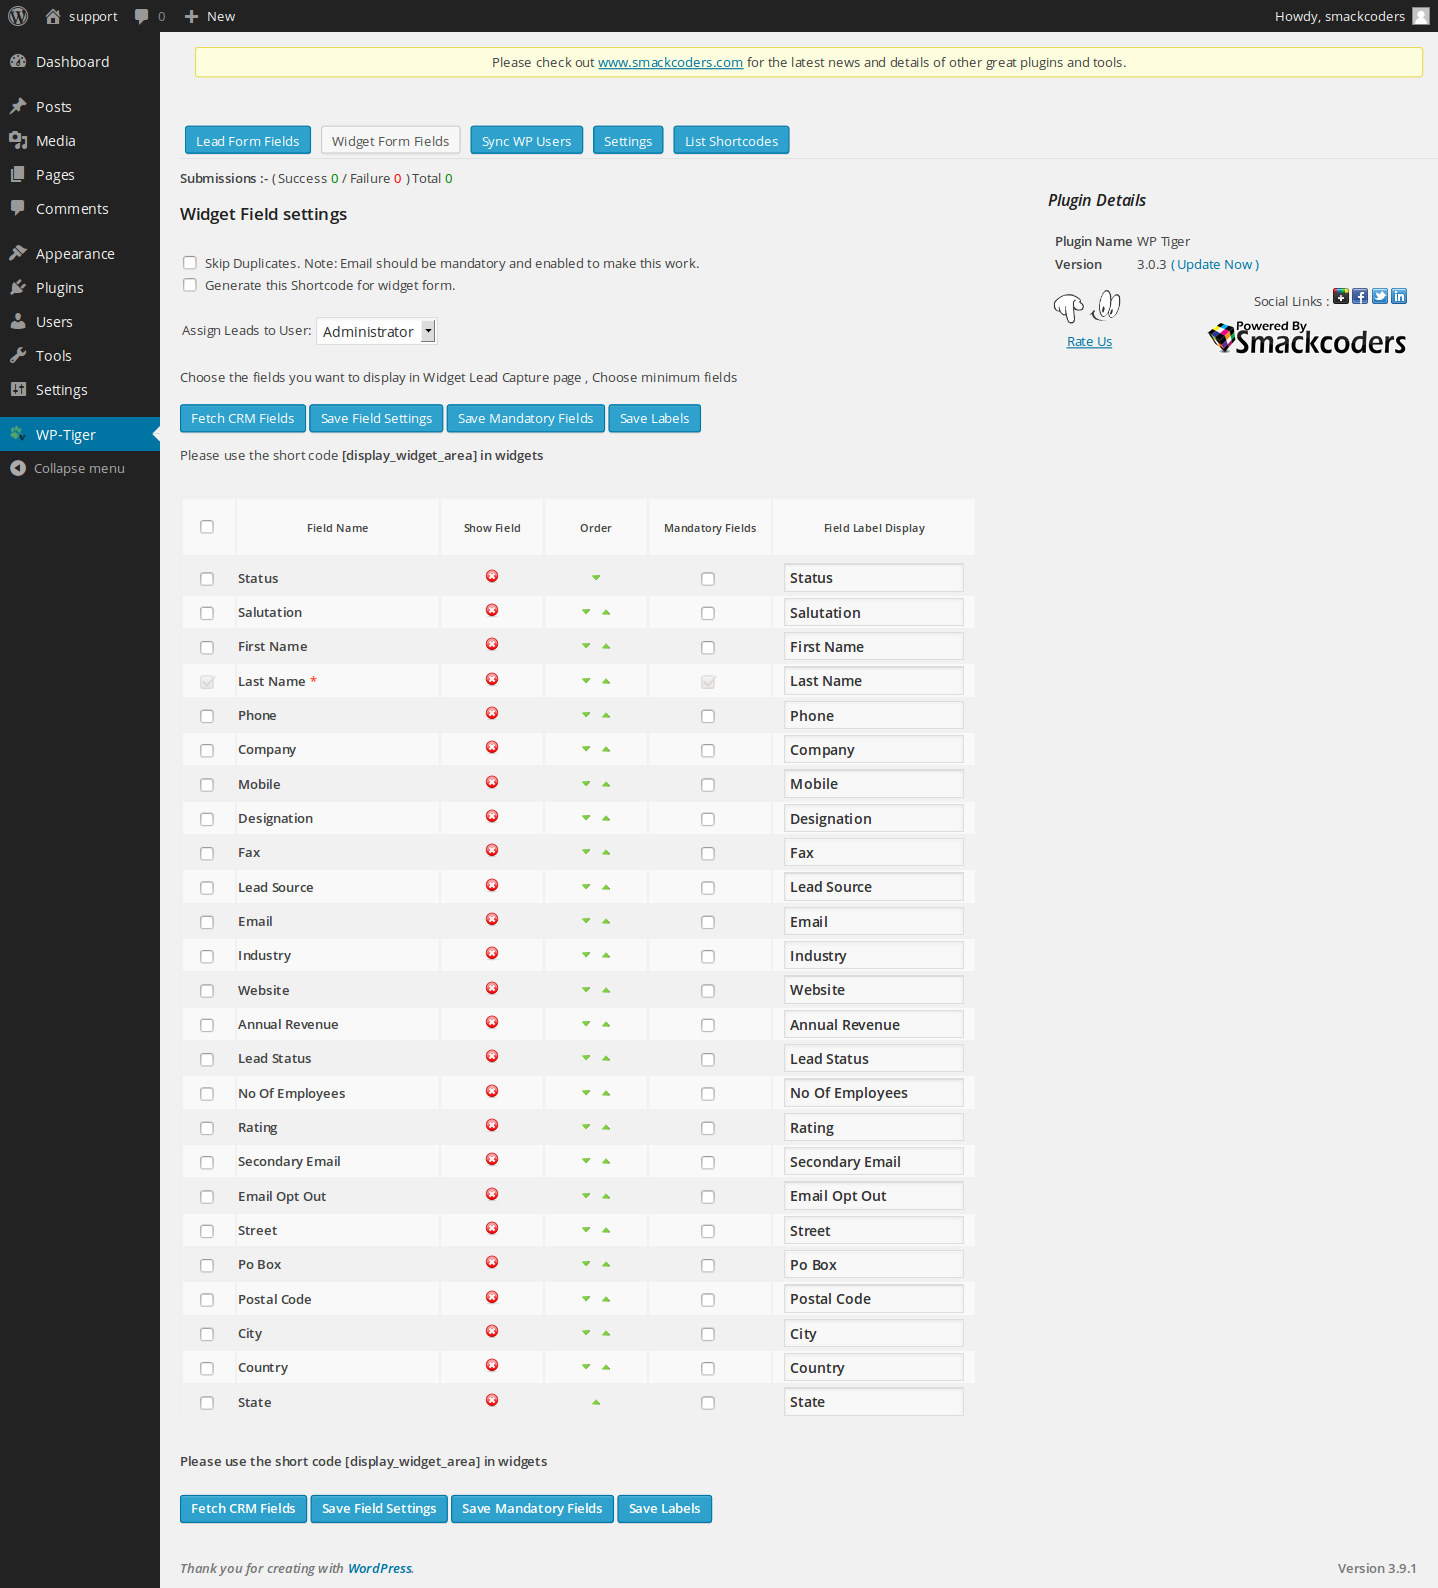 support 0 New Howdy, smackcoders
Dashboard
Posts
Media
Pages
Comments
Appearance
Plugins
Users
Tools
Settings
WP-Tiger
Collapse menu
Please check out www.smackcoders.com for the latest news and details of other great plugins and tools.
Lead Form Fields Widget Form Fields Sync WP Users Settings List Shortcodes
Submissions :- ( Success 0 / Failure 0 ) Total 0
Widget Field settings
Skip Duplicates. Note: Email should be mandatory and enabled to make this work.
Generate this Shortcode for widget form.
Assign Leads to User: Administrator
Choose the fields you want to display in Widget Lead Capture page , Choose minimum fields
Fetch CRM Fields Save Field Settings Save Mandatory Fields Save Labels
Please use the short code [display_widget_area] in widgets
Plugin Details
Plugin Name WP Tiger
Version 3.0.3 ( Update Now )
Social Links :
Rate Us
Powered By
Smackcoders
Field Name Show Field Order Mandatory Fields Field Label Display
Status Status
Salutation Salutation
First Name First Name
Last Name * Last Name
Phone Phone
Company Company
Mobile Mobile
Designation Designation
Fax Fax
Lead Source Lead Source
Email Email
Industry Industry
Website Website
Annual Revenue Annual Revenue
Lead Status Lead Status
No Of Employees No Of Employees
Rating Rating
Secondary Email Secondary Email
Email Opt Out Email Opt Out
Street Street
Po Box Po Box
Postal Code Postal Code
City City
Country Country
State State
Please use the short code [display_widget_area] in widgets
Fetch CRM Fields Save Field Settings Save Mandatory Fields Save Labels
Thank you for creating with WordPress. Version 3.9.1